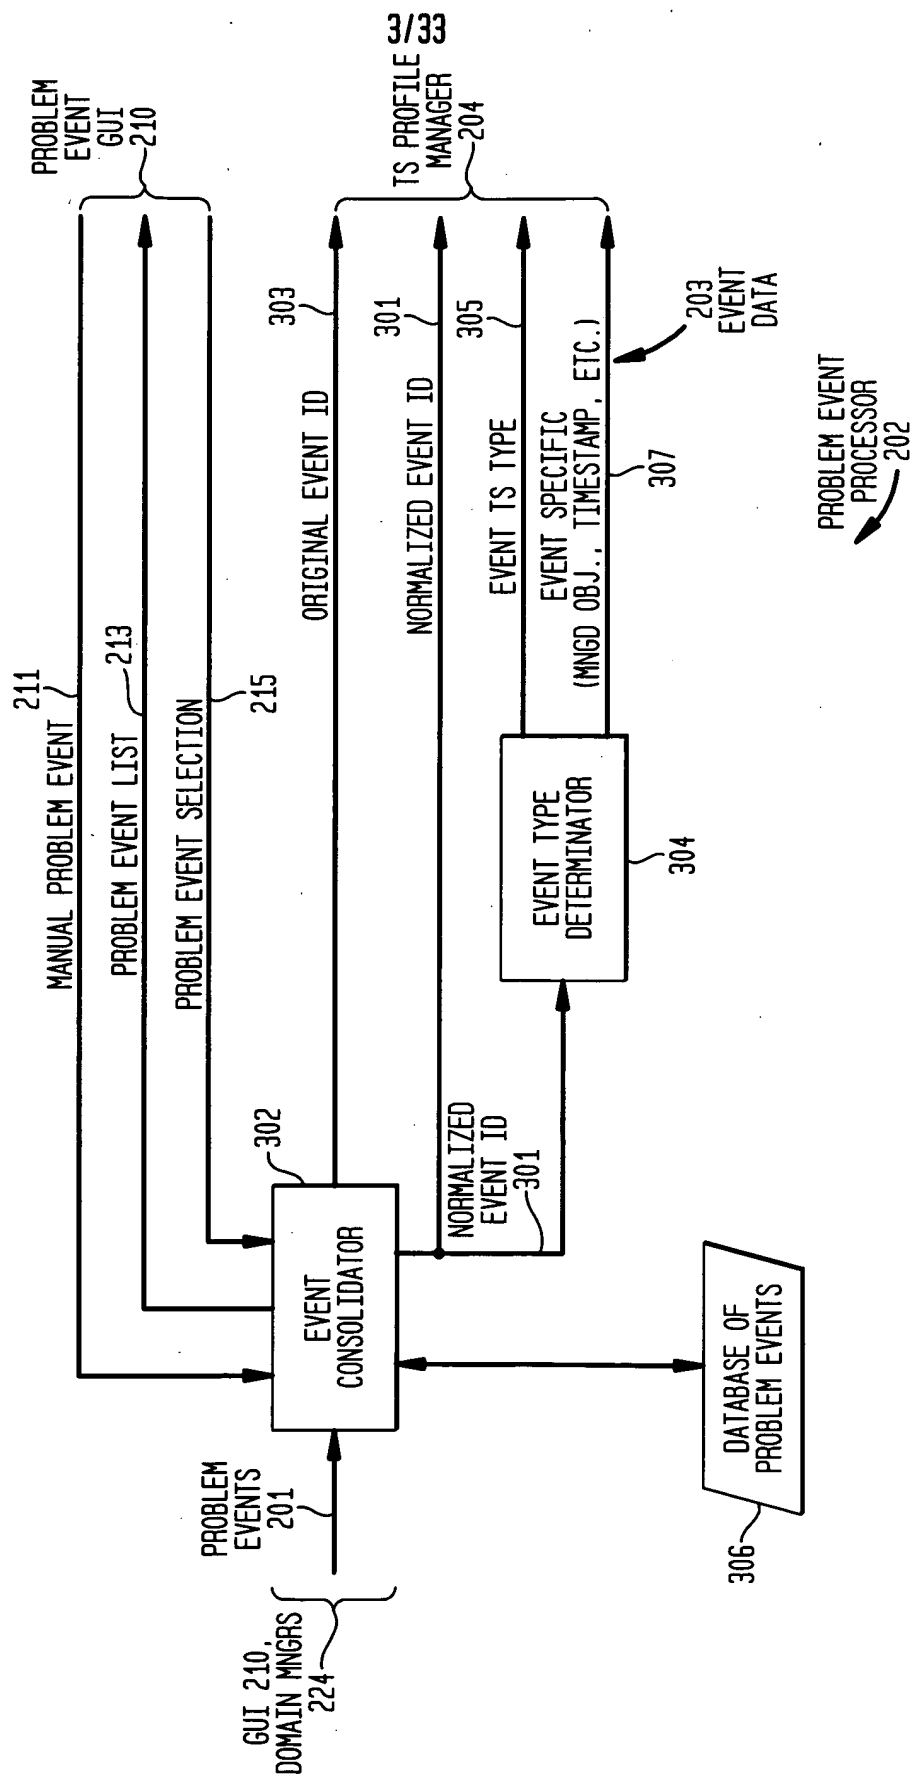 3/33
PROBLEM
EVENT
GUI
210
MANUAL PROBLEM EVENT
211
PROBLEM EVENT LIST
213
PROBLEM EVENT SELECTION
215
TS PROFILE
MANAGER
204
ORIGINAL EVENT ID
303
NORMALIZED EVENT ID
301
EVENT TS TYPE
305
EVENT SPECIFIC
(MNGD OBJ., TIMESTAMP, ETC.)
307
203
EVENT
DATA
GUI 210,
DOMAIN MNGRS
224
PROBLEM
EVENTS
201
EVENT
CONSOLIDATOR
302
NORMALIZED
EVENT ID
301
EVENT TYPE
DETERMINATOR
304
DATABASE OF
PROBLEM EVENTS
306
PROBLEM EVENT
PROCESSOR
202